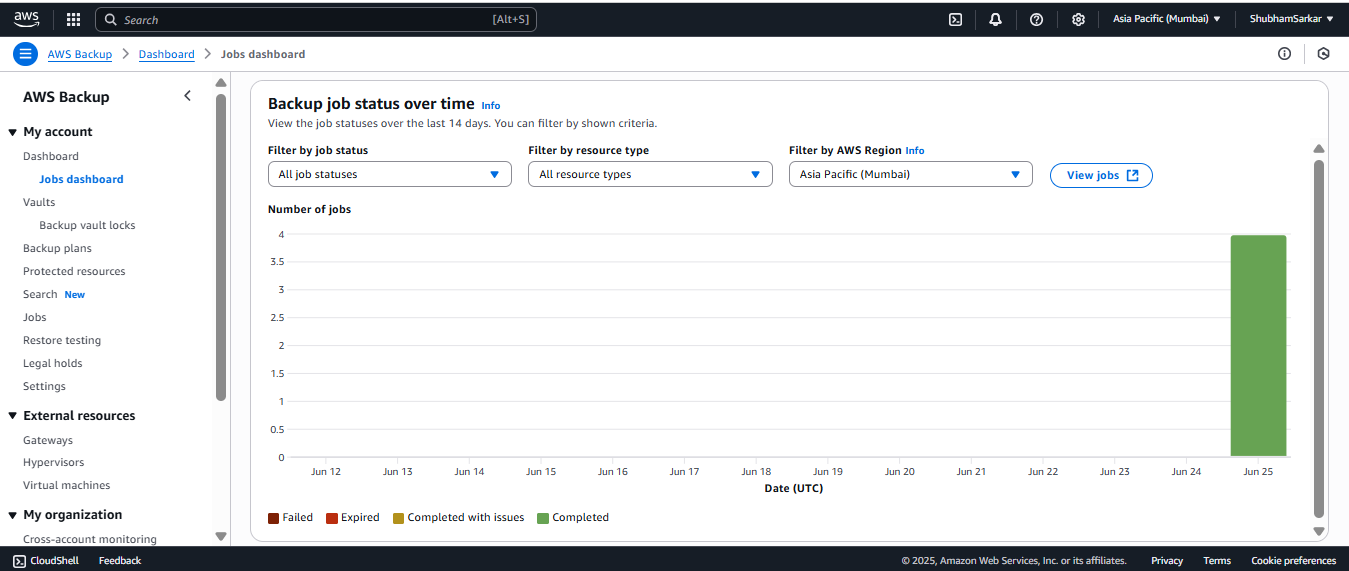 aws Search [Alt+S] Asia Pacific (Mumbai) ShubhamSarkar
AWS Backup Dashboard Jobs dashboard
AWS Backup
My account
Dashboard
Jobs dashboard
Vaults
Backup vault locks
Backup plans
Protected resources
Search New
Jobs
Restore testing
Legal holds
Settings
External resources
Gateways
Hypervisors
Virtual machines
My organization
Cross-account monitoring
Backup job status over time Info
View the job statuses over the last 14 days. You can filter by shown criteria.
Filter by job status Filter by resource type Filter by AWS Region Info
All job statuses All resource types Asia Pacific (Mumbai) View jobs
Number of jobs
4
3.5
3
2.5
2
1.5
1
0.5
0
Jun 12 Jun 13 Jun 14 Jun 15 Jun 16 Jun 17 Jun 18 Jun 19 Jun 20 Jun 21 Jun 22 Jun 23 Jun 24 Jun 25
Date (UTC)
Failed Expired Completed with issues Completed
CloudShell Feedback © 2025, Amazon Web Services, Inc. or its affiliates. Privacy Terms Cookie preferences